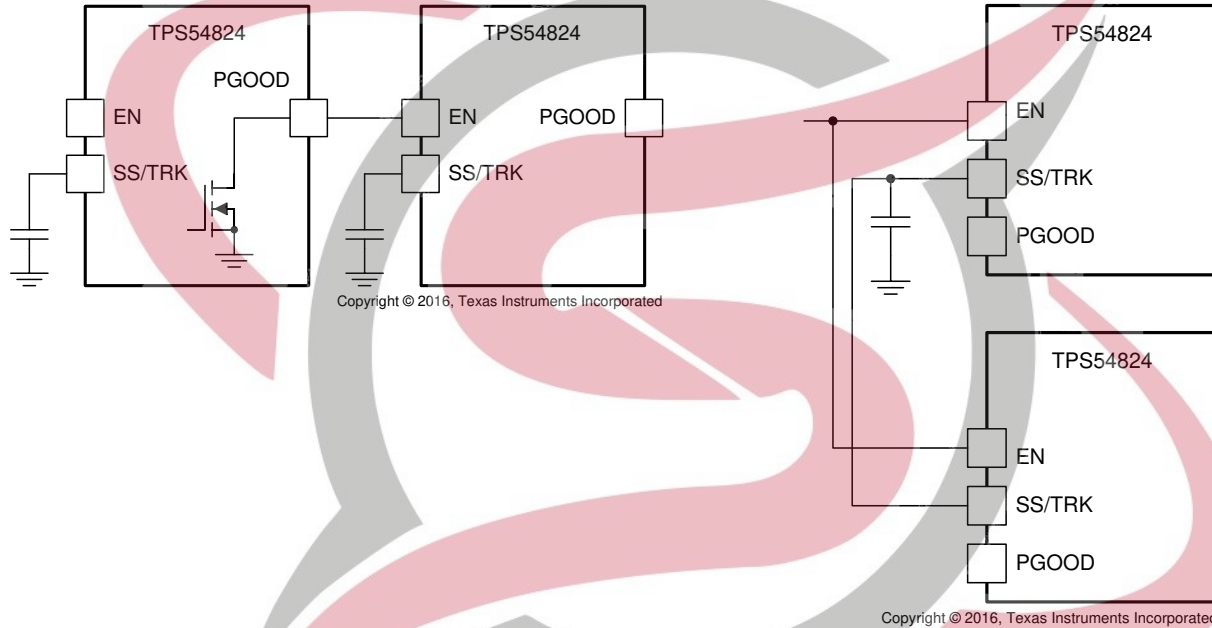 TPS54824
PGOOD
EN
SS/TRK
TPS54824
EN
PGOOD
SS/TRK
Copyright © 2016, Texas Instruments Incorporated
TPS54824
EN
SS/TRK
PGOOD
TPS54824
EN
SS/TRK
PGOOD
Copyright © 2016, Texas Instruments Incorporated